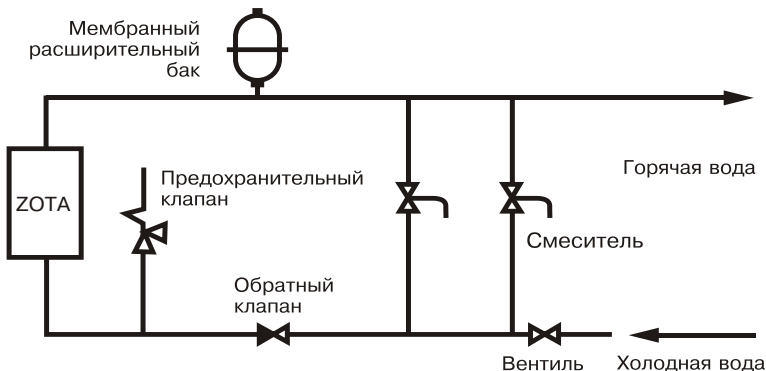 Мембранный
расширительный
бак
Горячая вода
Предохранительный
клапан
ZOTA
Смеситель
Обратный
клапан
Вентиль
Холодная вода